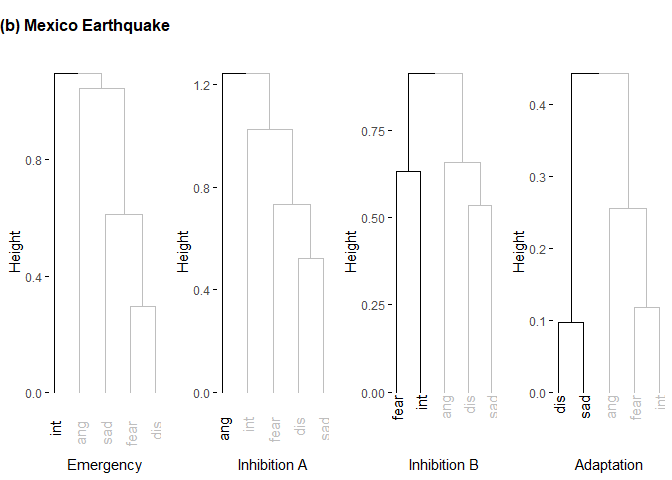 (b) Mexico Earthquake
Height
0.0
0.4
0.8
int
ang
sad
fear
dis
Emergency
Height
0.0
0.4
0.8
1.2
ang
int
fear
dis
sad
Inhibition A
Height
0.00
0.25
0.50
0.75
fear
int
ang
dis
sad
Inhibition B
Height
0.0
0.1
0.2
0.3
0.4
dis
sad
ang
fear
int
Adaptation